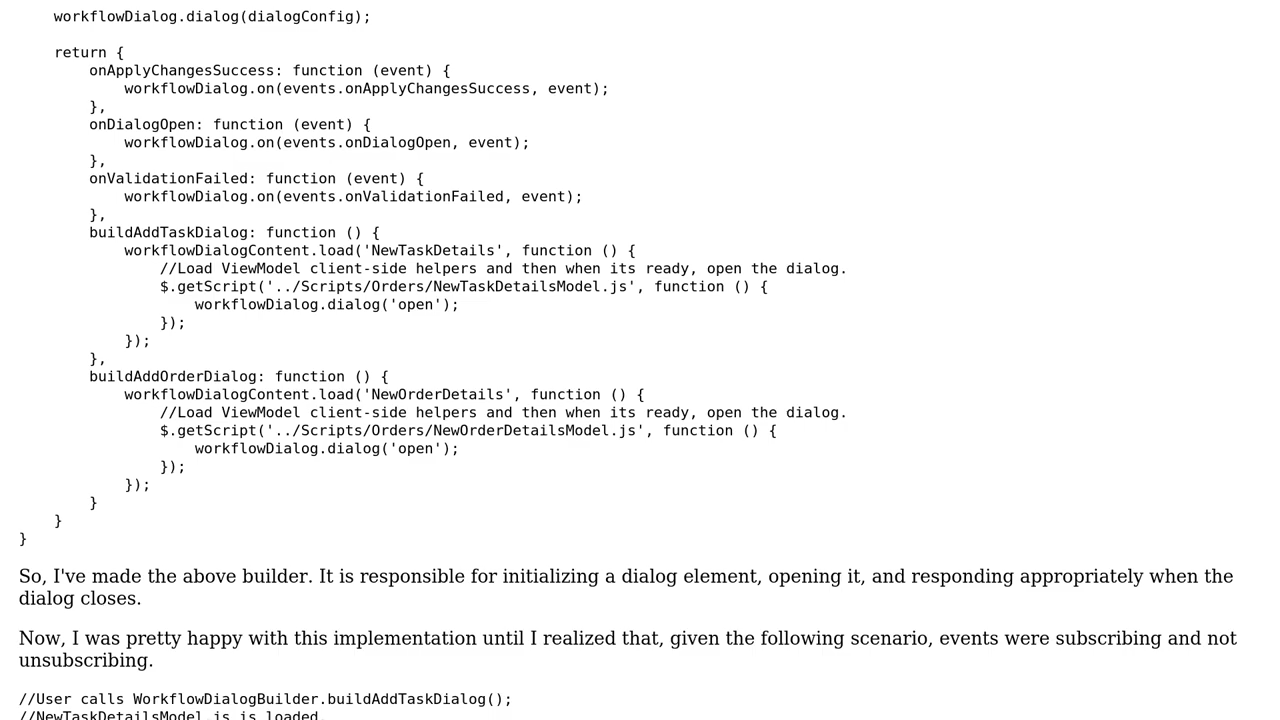 workflowDialog.dialog(dialogConfig);
return {
onApplyChangesSuccess: function (event) {
workflowDialog.on(events.onApplyChangesSuccess, event);
},
onDialogOpen: function (event) {
workflowDialog.on(events.onDialogOpen, event);
},
onValidationFailed: function (event) {
workflowDialog.on(events.onValidationFailed, event);
},
buildAddTaskDialog: function () {
workflowDialogContent.load('NewTaskDetails', function () {
//Load ViewModel client-side helpers and then when its ready, open the dialog.
$.getScript('../Scripts/Orders/NewTaskDetailsModel.js', function () {
workflowDialog.dialog('open');
});
});
},
buildAddOrderDialog: function () {
workflowDialogContent.load('NewOrderDetails', function () {
//Load ViewModel client-side helpers and then when its ready, open the dialog.
$.getScript('../Scripts/Orders/NewOrderDetailsModel.js', function () {
workflowDialog.dialog('open');
});
});
}
}
}
So, I've made the above builder. It is responsible for initializing a dialog element, opening it, and responding appropriately when the
dialog closes.
Now, I was pretty happy with this implementation until I realized that, given the following scenario, events were subscribing and not
unsubscribing.
//User calls WorkflowDialogBuilder.buildAddTaskDialog();
//NewTaskDetailsModel.js is loaded.